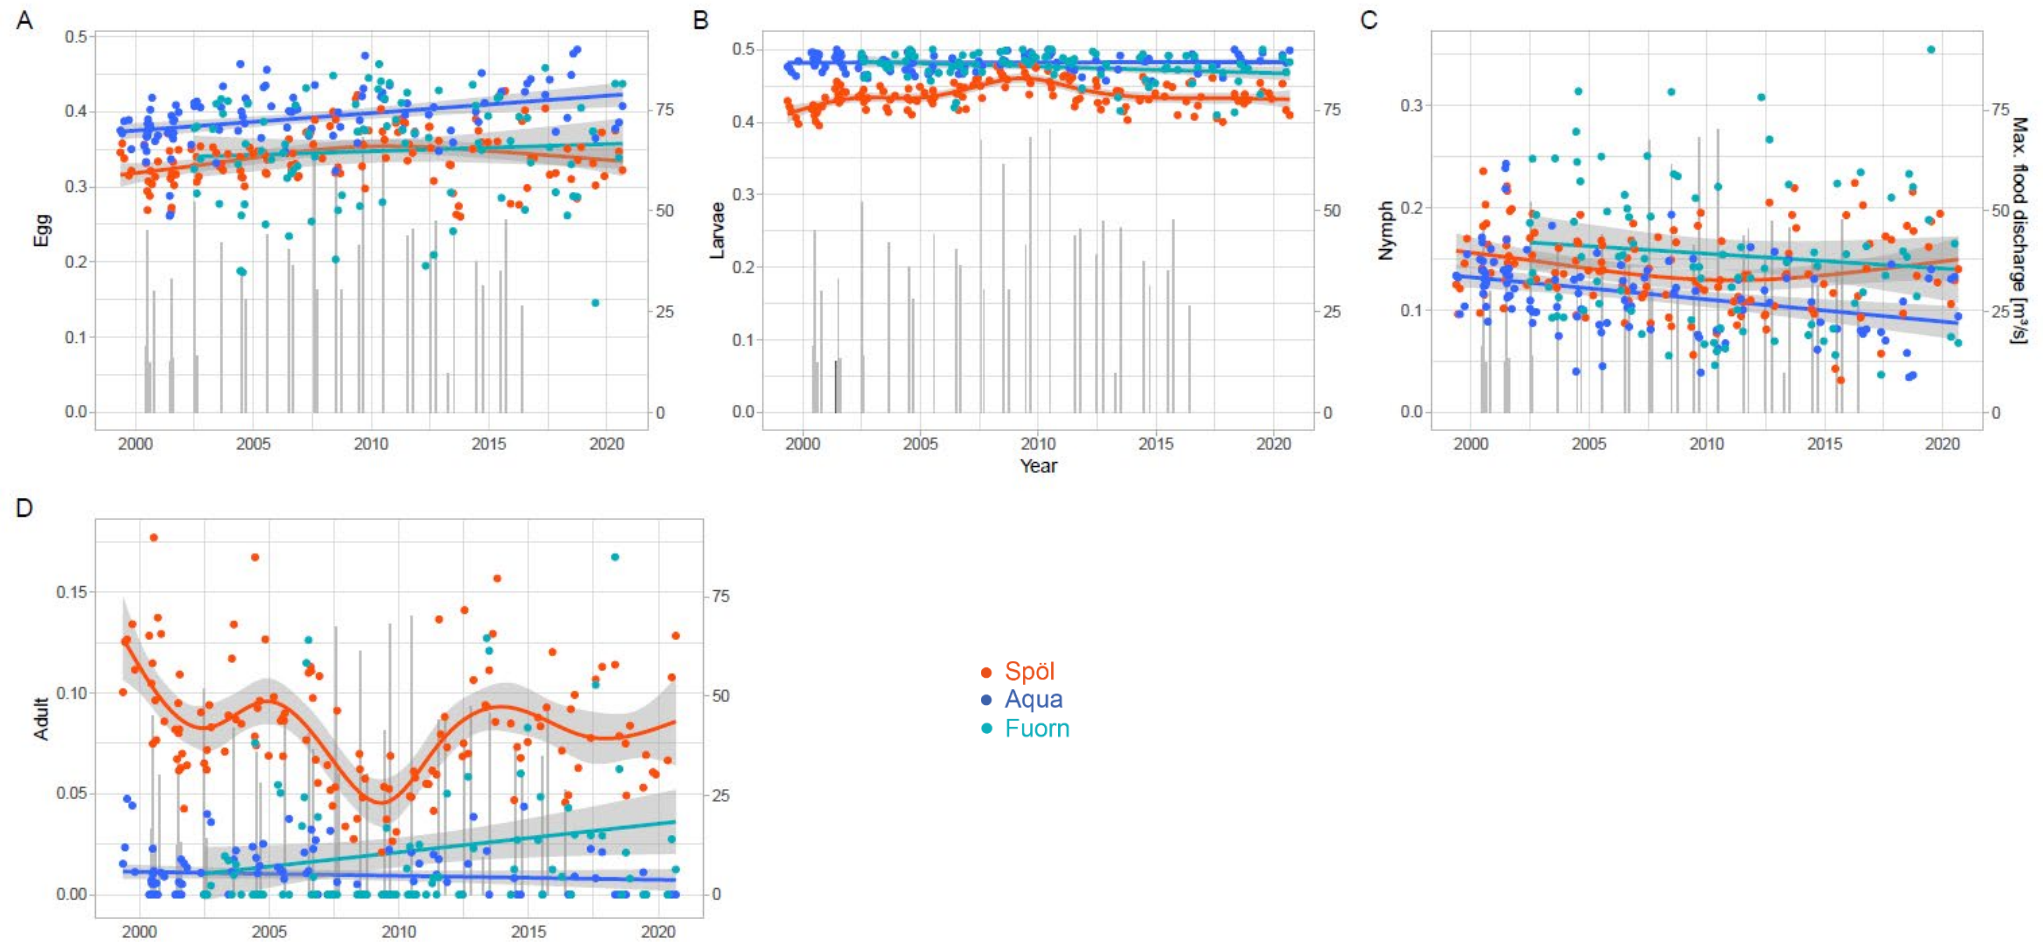 A
0.5
0.4
0.3
0.2
0.1
0.0
Egg
75
50
25
0
2000 2005 2010 2015 2020
B
0.5
0.4
0.3
0.2
0.1
0.0
Larvae
75
50
25
0
2000 2005 2010 2015 2020
Year
C
0.3
0.2
0.1
0.0
Nymph
75
50
25
0
Max. flood discharge [m³/s]
2000 2005 2010 2015 2020
D
0.15
0.10
0.05
0.00
Adult
75
50
25
0
2000 2005 2010 2015 2020
Spöl
Aqua
Fuorn